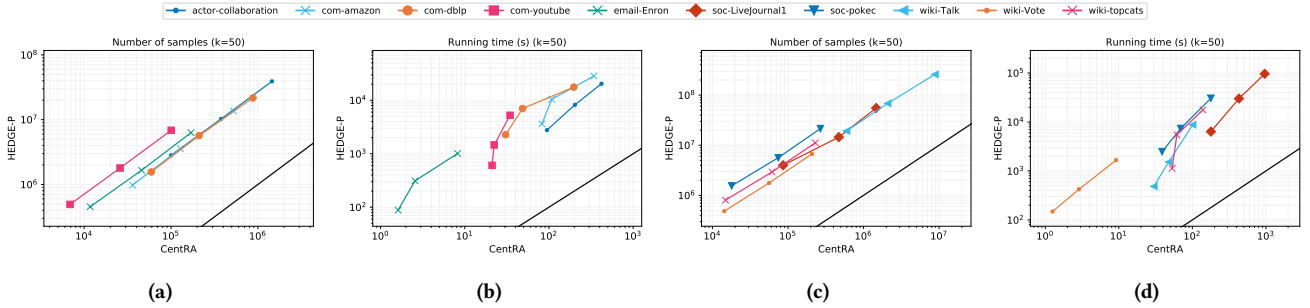 actor-collaboration com-amazon com-dblp com-youtube email-Enron soc-LiveJournal1 soc-pokec wiki-Talk wiki-Vote wiki-topcats
Number of samples (k=50)
10^8
10^7
10^6
HEDGE-P
10^4 10^5 10^6
CentRA
(a)
Running time (s) (k=50)
10^4
10^3
10^2
HEDGE-P
10^0 10^1 10^2 10^3
CentRA
(b)
Number of samples (k=50)
10^8
10^7
10^6
10^5
HEDGE-P
10^4 10^5 10^6 10^7
CentRA
(c)
Running time (s) (k=50)
10^5
10^4
10^3
10^2
HEDGE-P
10^0 10^1 10^2 10^3
CentRA
(d)